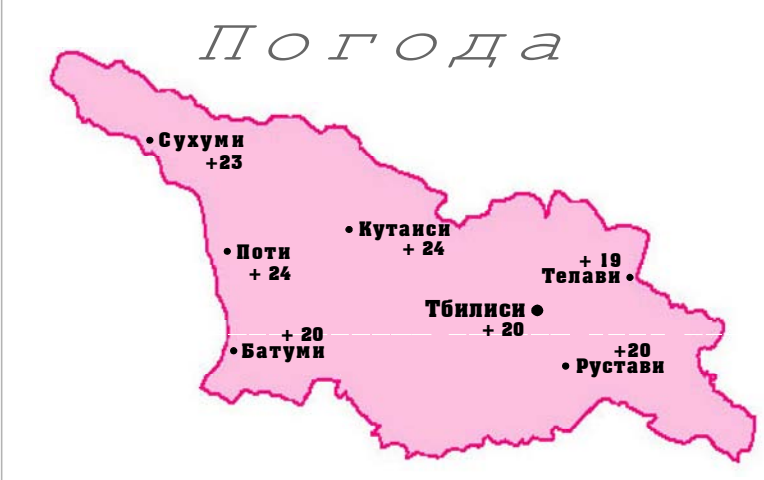 Погода
Сухуми
+23
Кутаиси
+ 24
Поти
+ 24
+ 19
Телави
Тбилиси
+ 20
+ 20
Батуми
+20
Рустави